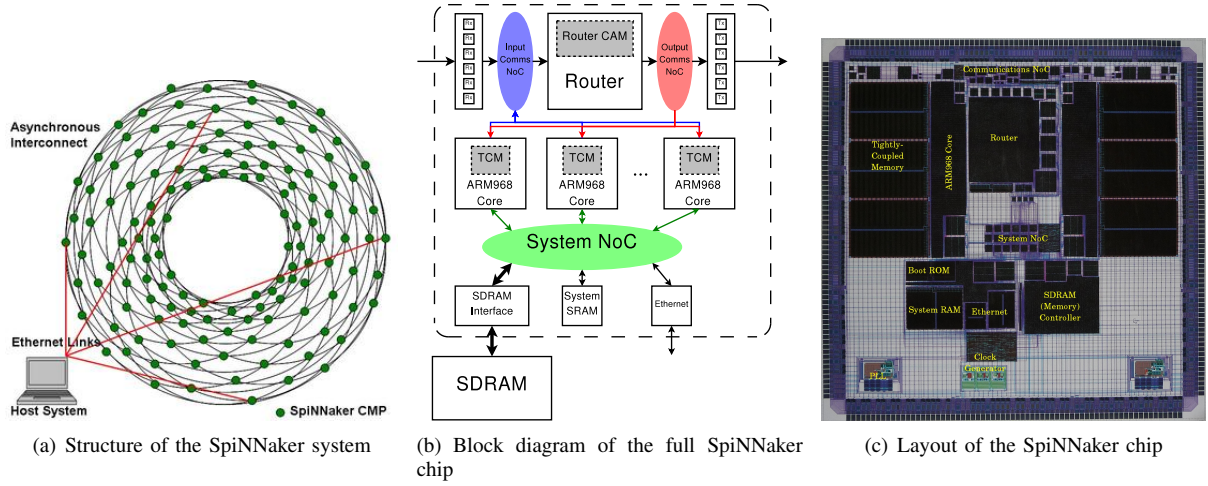 Asynchronous
Interconnect
Ethernet Links
Host System
SpiNNaker CMP
(a) Structure of the SpiNNaker system
Rx
Rx
Rx
Rx
Rx
Rx
Input
Comms
NoC
Router CAM
Router
Output
Comms
NoC
Tx
Tx
Tx
Tx
Tx
Tx
TCM
ARM968
Core
TCM
ARM968
Core
...
TCM
ARM968
Core
System NoC
SDRAM
Interface
System
SRAM
Ethernet
SDRAM
(b) Block diagram of the full SpiNNaker
chip
Communications NoC
Tightly-
Coupled
Memory
ARM968 Core
Router
System NoC
Boot ROM
System RAM
Ethernet
SDRAM
(Memory)
Controller
Clock
Generator
PLL
(c) Layout of the SpiNNaker chip